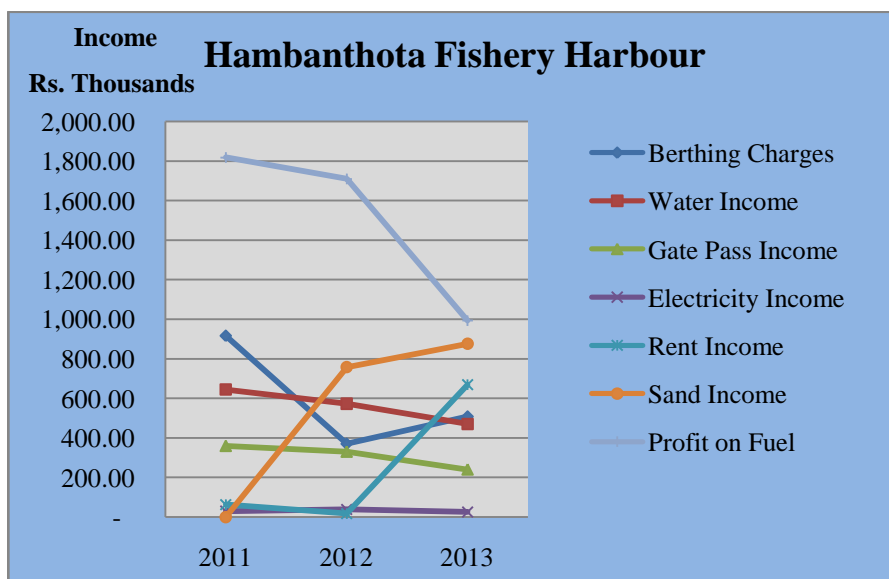 Income
Rs. Thousands
Hambanthota Fishery Harbour
2,000.00
1,800.00
1,600.00
1,400.00
1,200.00
1,000.00
800.00
600.00
400.00
200.00
-
2011 2012 2013
Berthing Charges
Water Income
Gate Pass Income
Electricity Income
Rent Income
Sand Income
Profit on Fuel